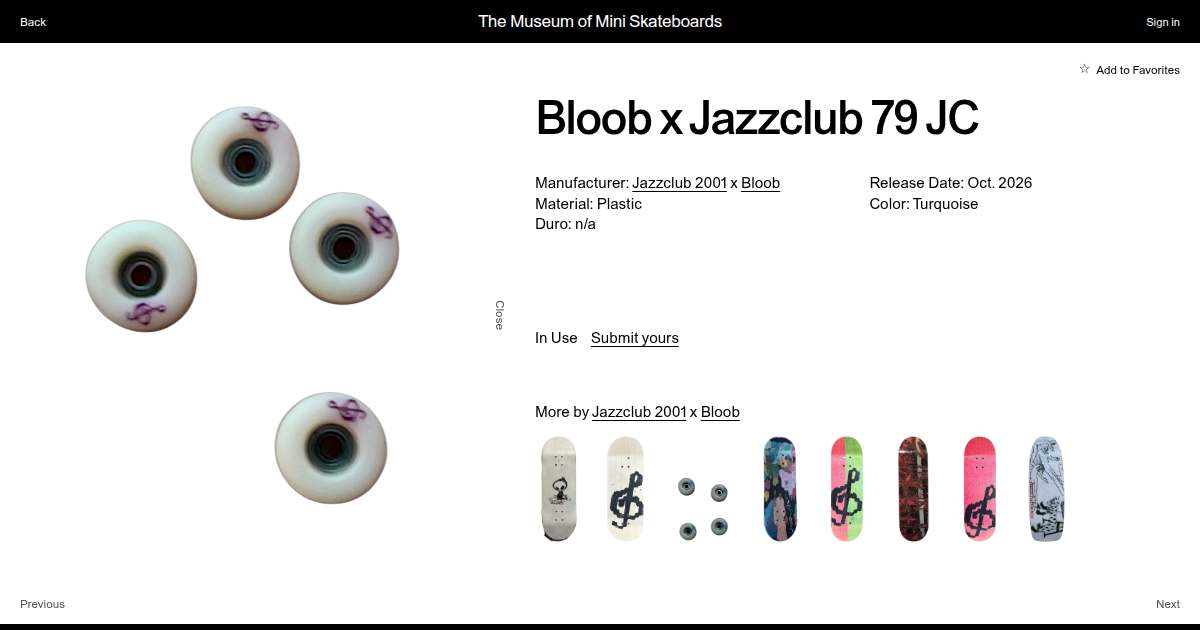 Back
The Museum of Mini Skateboards
Sign in
☆ Add to Favorites
Bloob x Jazzclub 79 JC
Manufacturer: Jazzclub 2001 x Bloob
Material: Plastic
Duro: n/a
Release Date: Oct. 2026
Color: Turquoise
Close
In Use Submit yours
More by Jazzclub 2001 x Bloob
Previous
Next